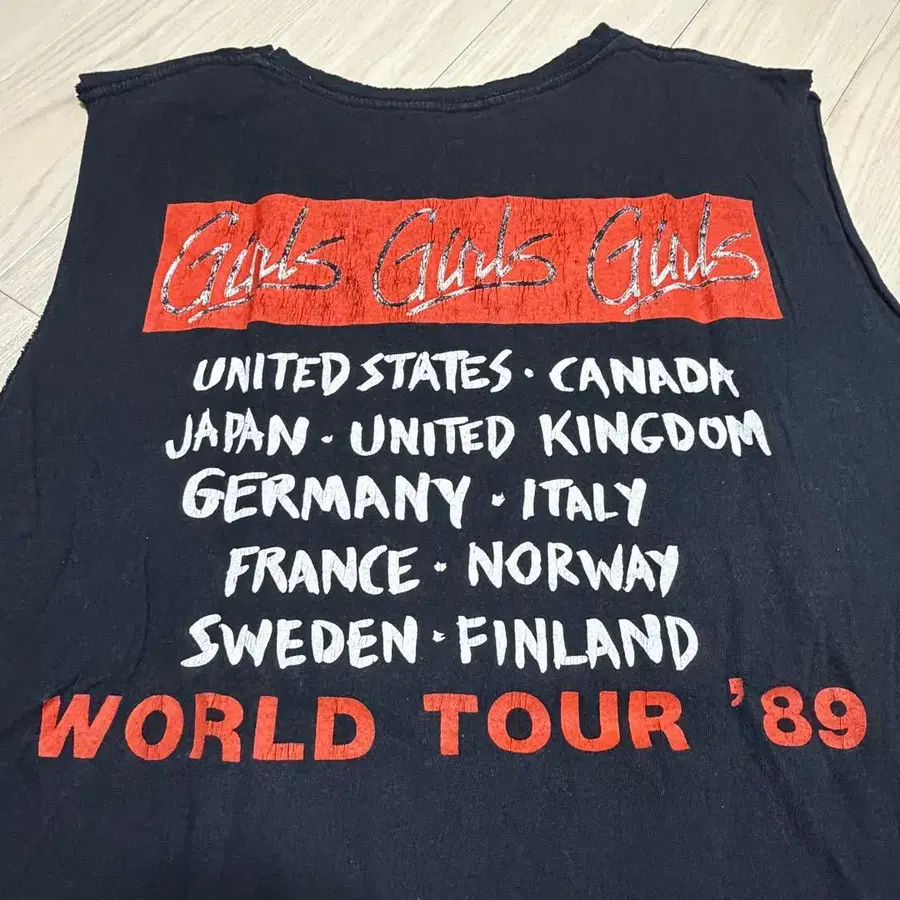 Girls Girls Girls
UNITED STATES · CANADA
JAPAN · UNITED KINGDOM
GERMANY · ITALY
FRANCE · NORWAY
SWEDEN · FINLAND
WORLD TOUR '89